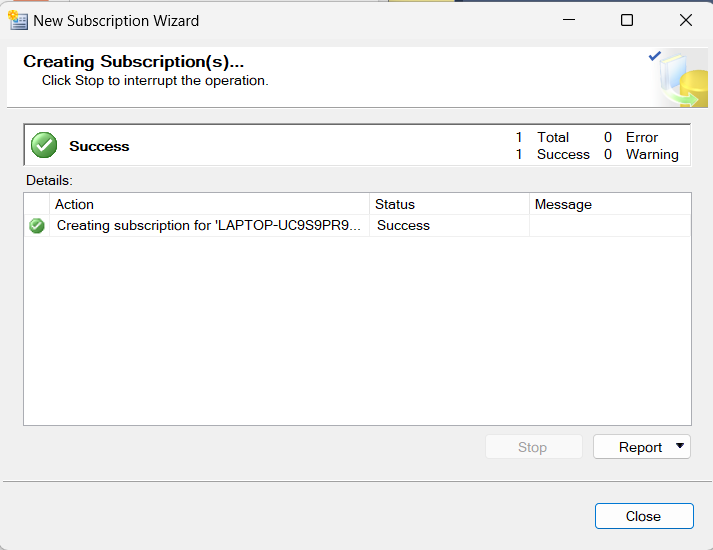 New Subscription Wizard
Creating Subscription(s)...
Click Stop to interrupt the operation.
Success
1 Total 0 Error
1 Success 0 Warning
Details:
Action Status Message
Creating subscription for 'LAPTOP-UC9S9PR9... Success
Stop Report
Close